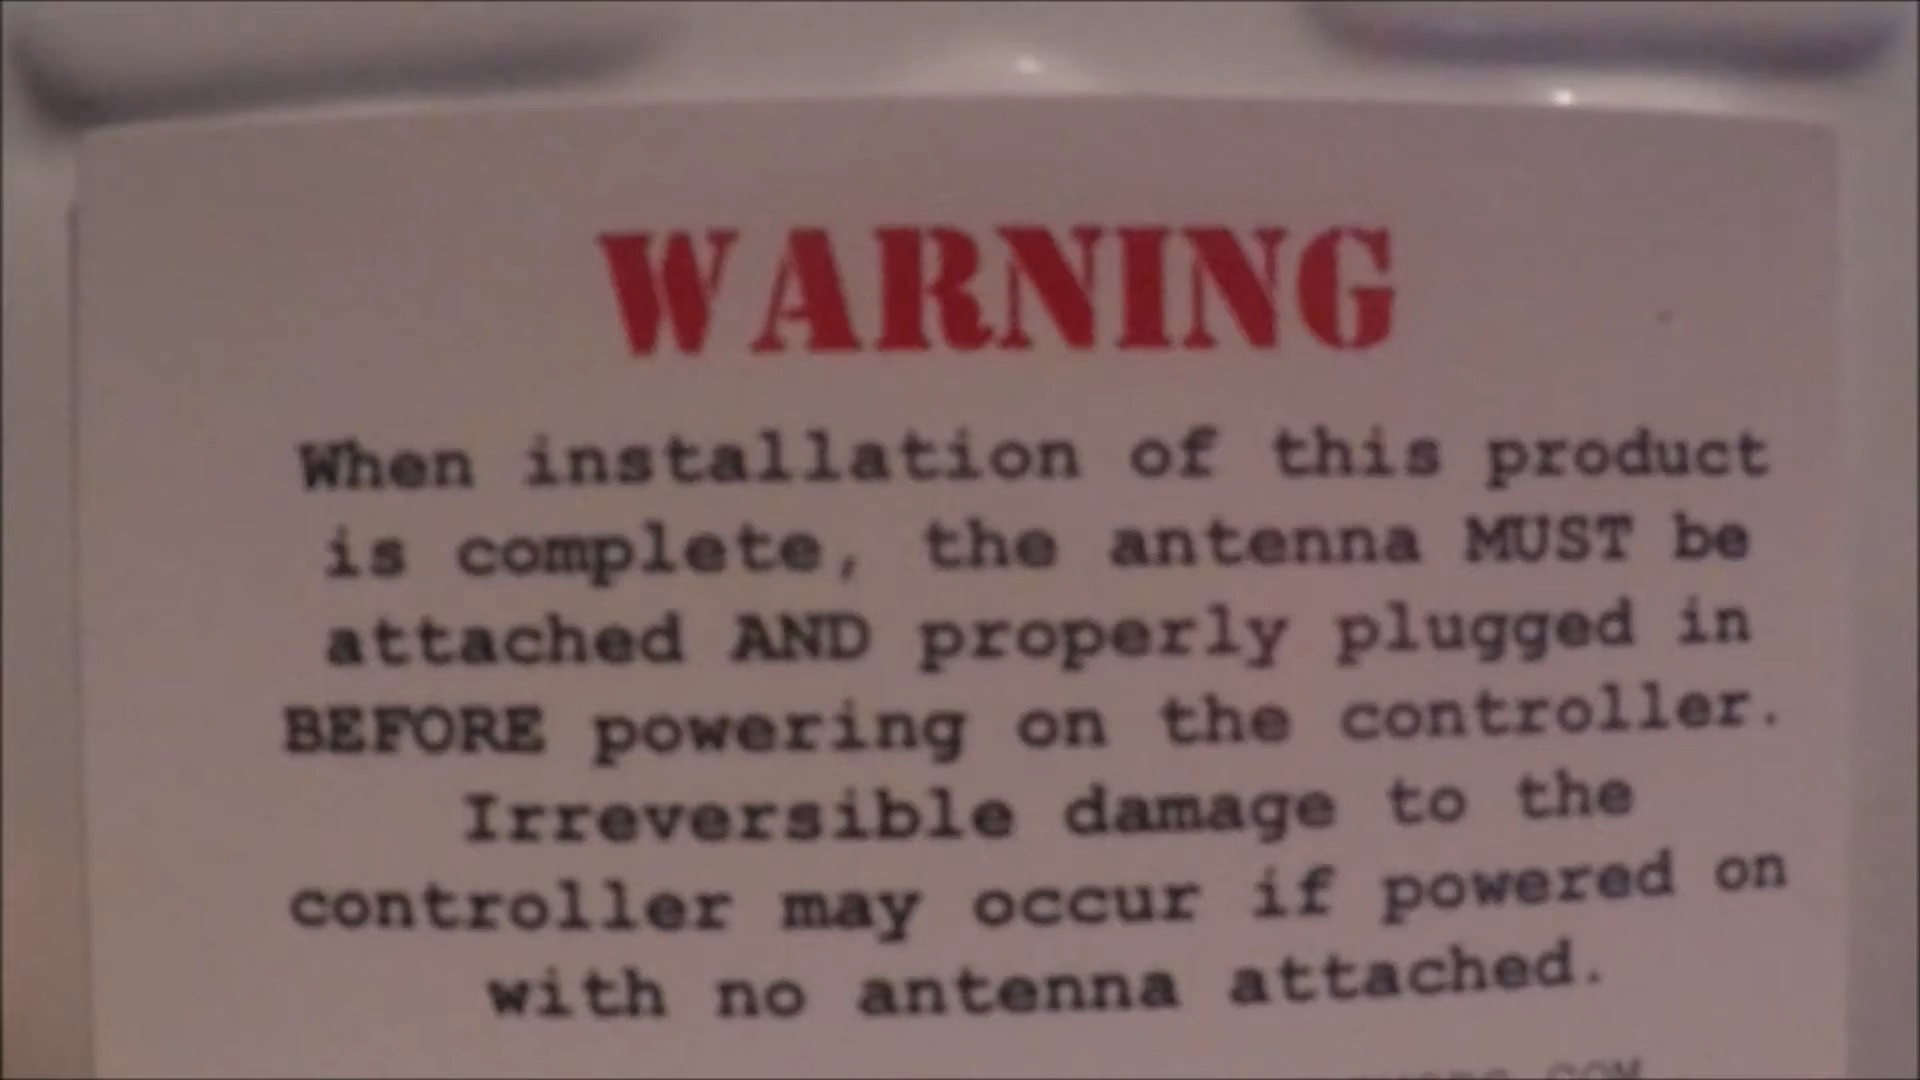 WARNING
When installation of this product
is complete, the antenna MUST be
attached AND properly plugged in
BEFORE powering on the controller.
Irreversible damage to the
controller may occur if powered on
with no antenna attached.